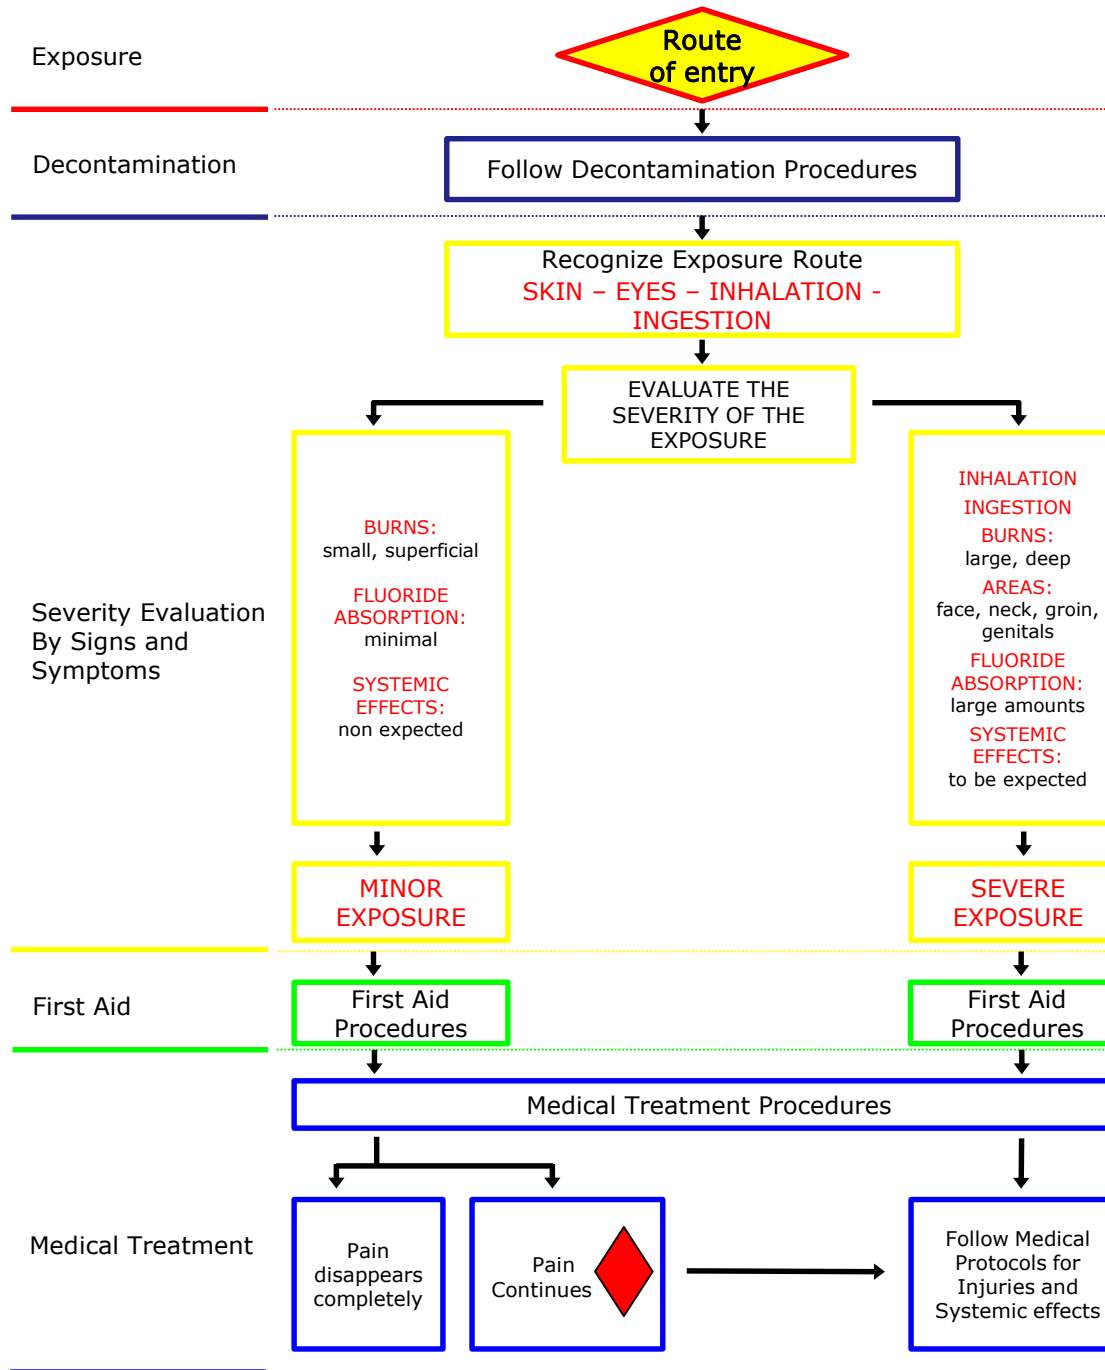 Exposure
Route
of entry
Decontamination
Follow Decontamination Procedures
Recognize Exposure Route
SKIN – EYES – INHALATION -
INGESTION
EVALUATE THE
SEVERITY OF THE
EXPOSURE
Severity Evaluation
By Signs and
Symptoms
BURNS:
small, superficial
FLUORIDE
ABSORPTION:
minimal
SYSTEMIC
EFFECTS:
non expected
INHALATION
INGESTION
BURNS:
large, deep
AREAS:
face, neck, groin,
genitals
FLUORIDE
ABSORPTION:
large amounts
SYSTEMIC
EFFECTS:
to be expected
MINOR
EXPOSURE
SEVERE
EXPOSURE
First Aid
First Aid
Procedures
First Aid
Procedures
Medical Treatment Procedures
Medical Treatment
Pain
disappears
completely
Pain
Continues
Follow Medical
Protocols for
Injuries and
Systemic effects